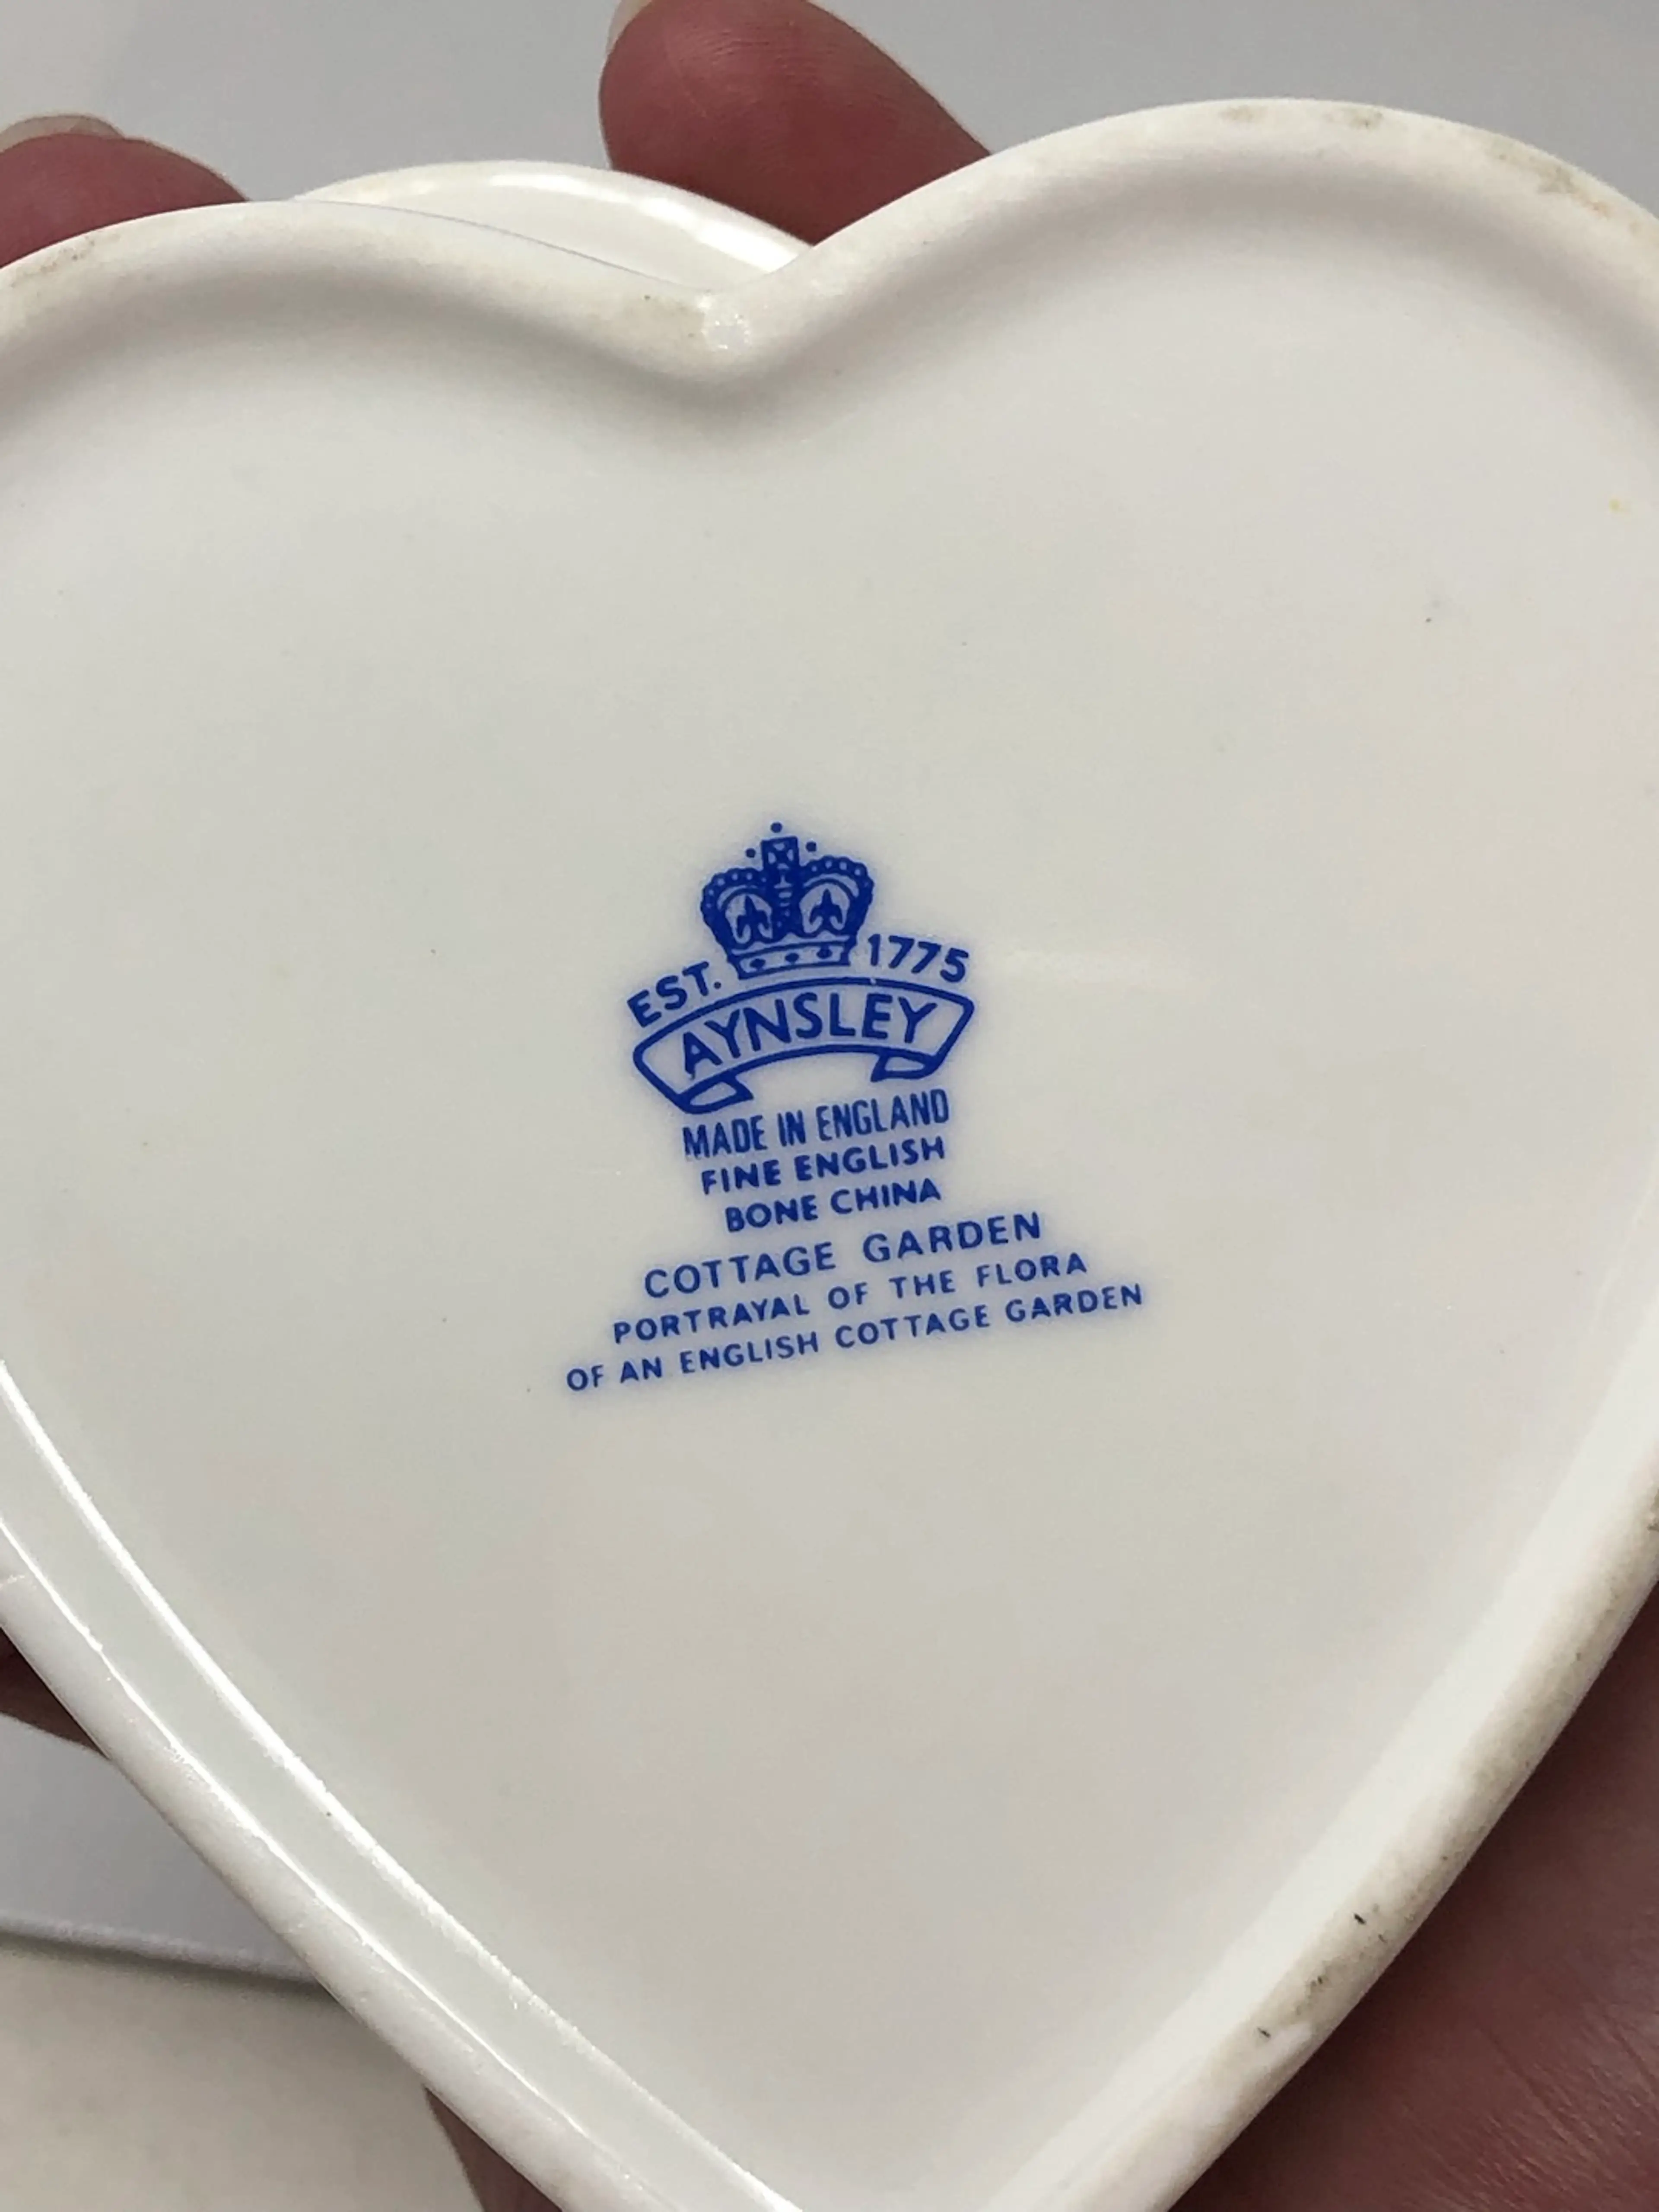 EST. 1775
AYNSLEY
MADE IN ENGLAND
FINE ENGLISH
BONE CHINA
COTTAGE GARDEN
PORTRAYAL OF THE FLORA
OF AN ENGLISH COTTAGE GARDEN